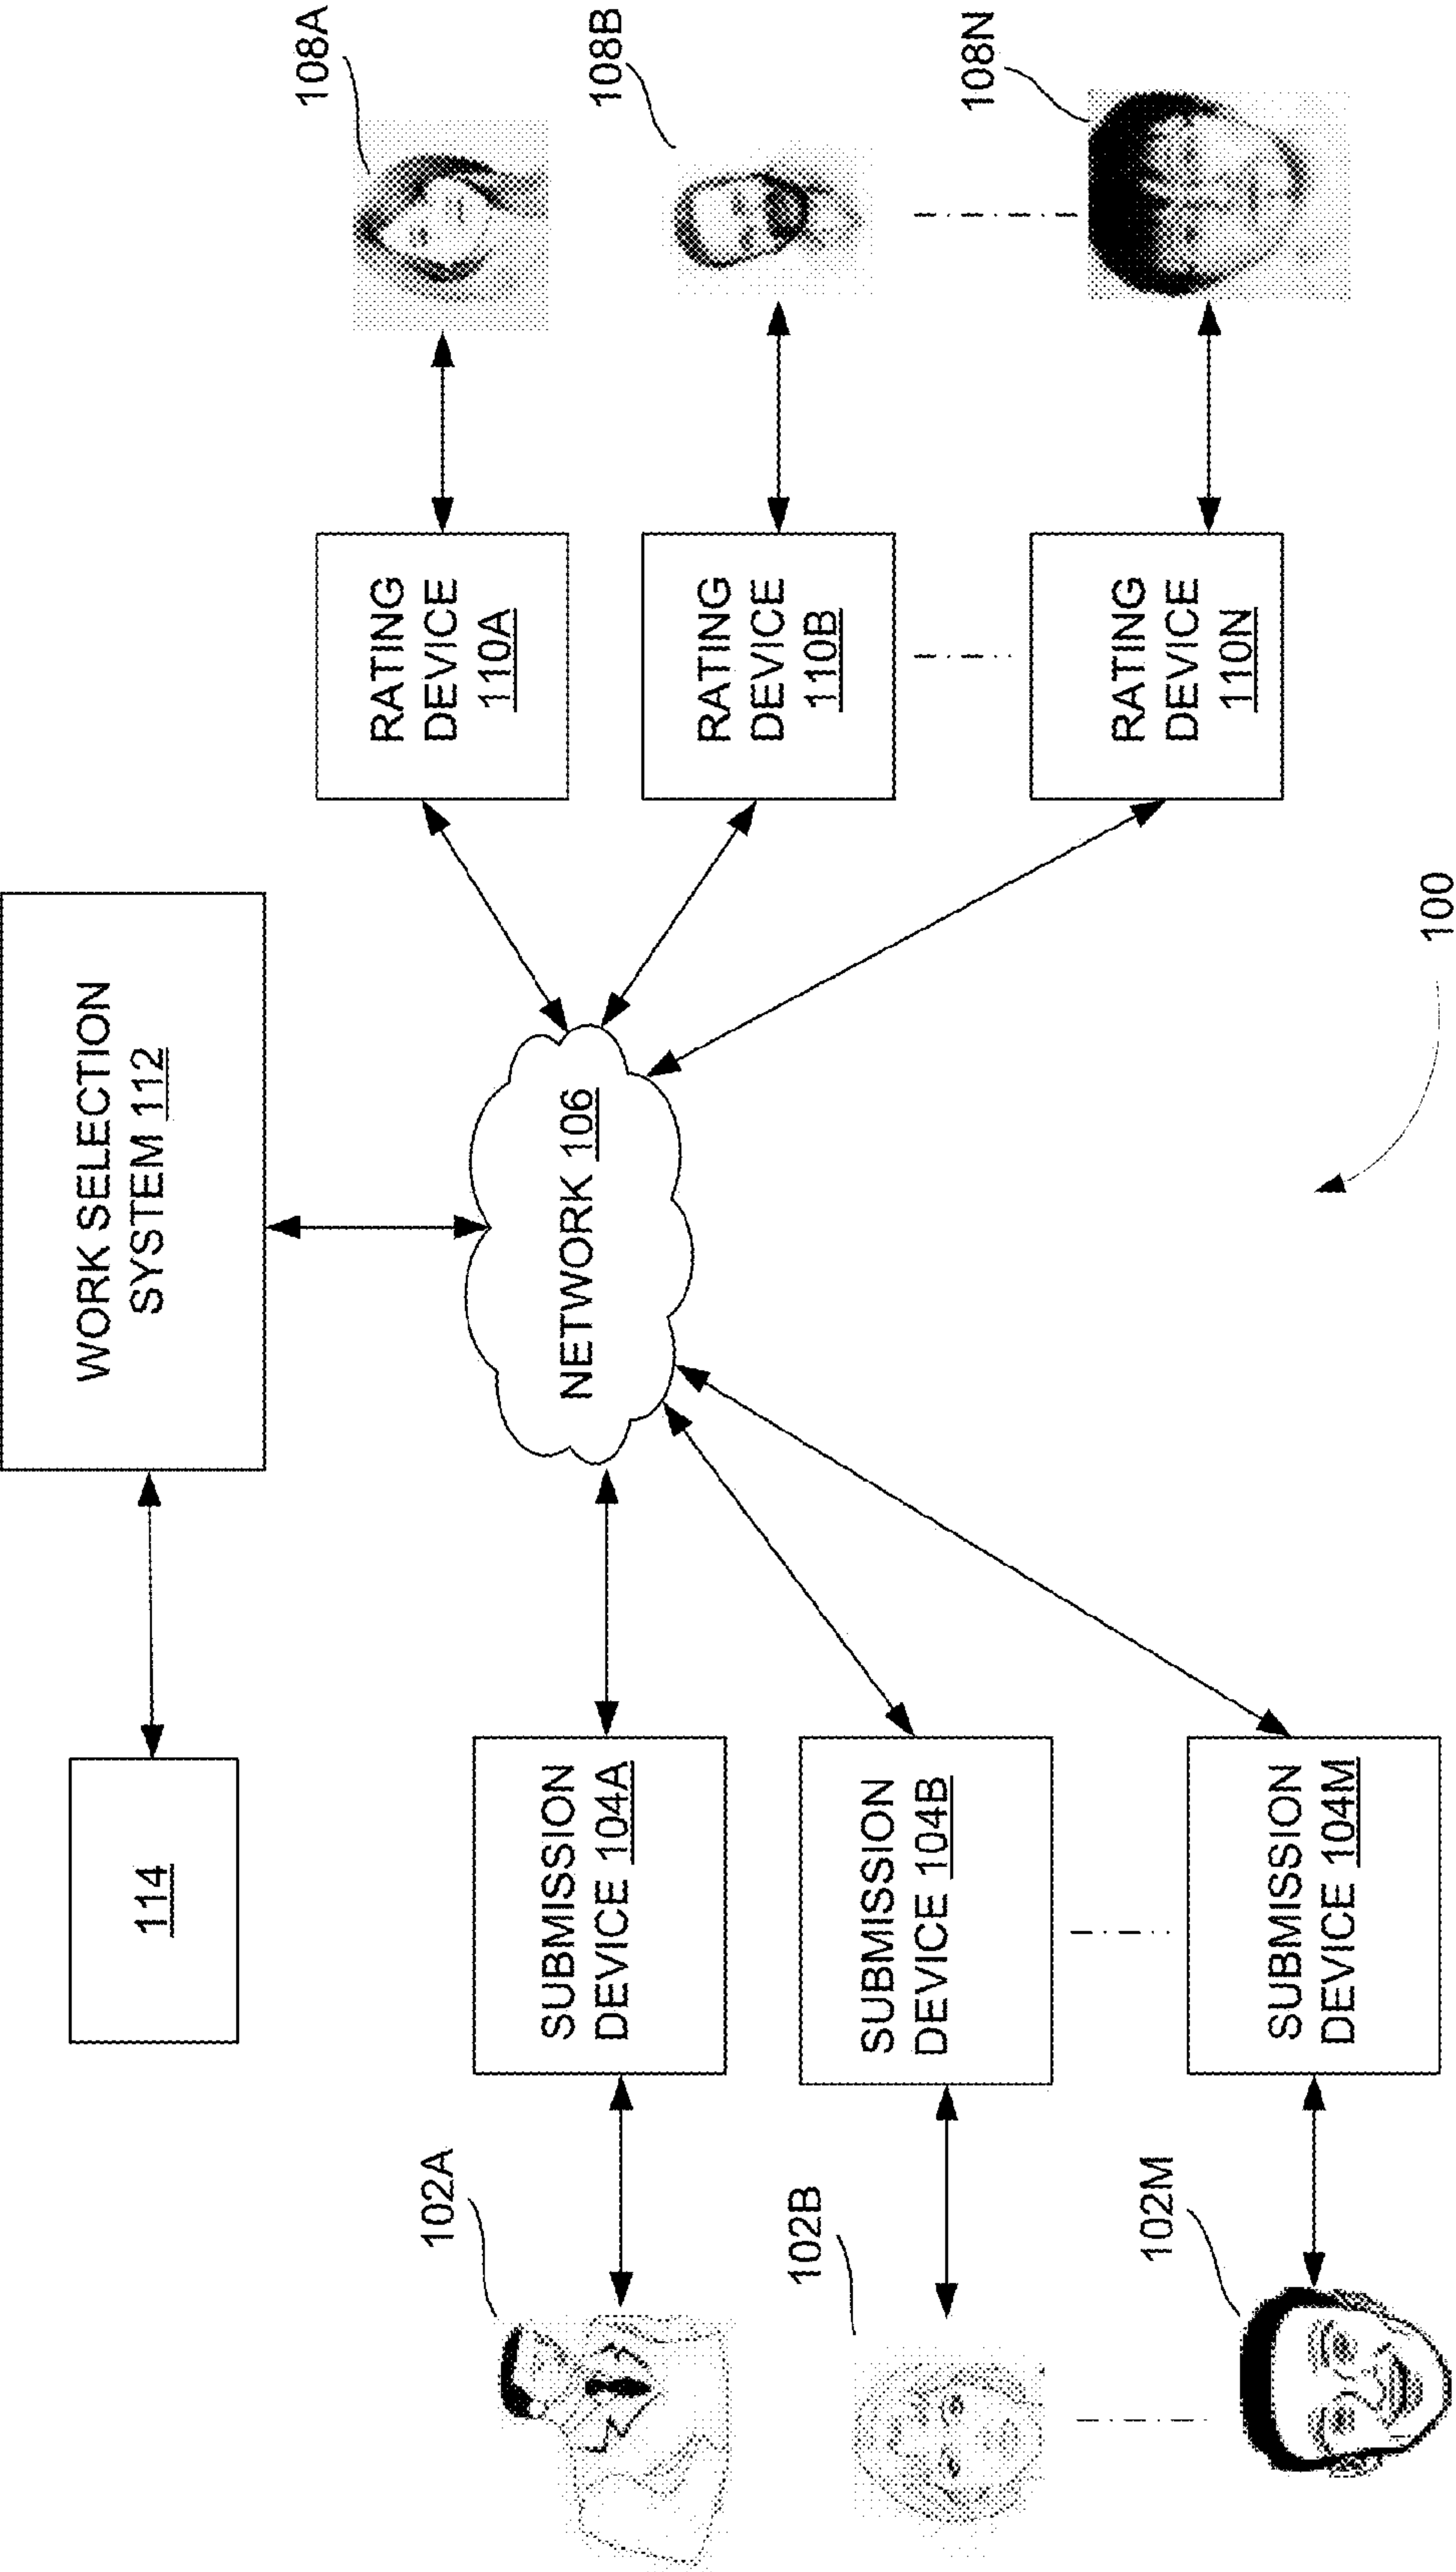 114
WORK SELECTION
SYSTEM 112
102A
SUBMISSION
DEVICE 104A
NETWORK 106
RATING
DEVICE
110A
108A
102B
SUBMISSION
DEVICE 104B
RATING
DEVICE
110B
108B
102M
SUBMISSION
DEVICE 104M
RATING
DEVICE
110N
108N
100